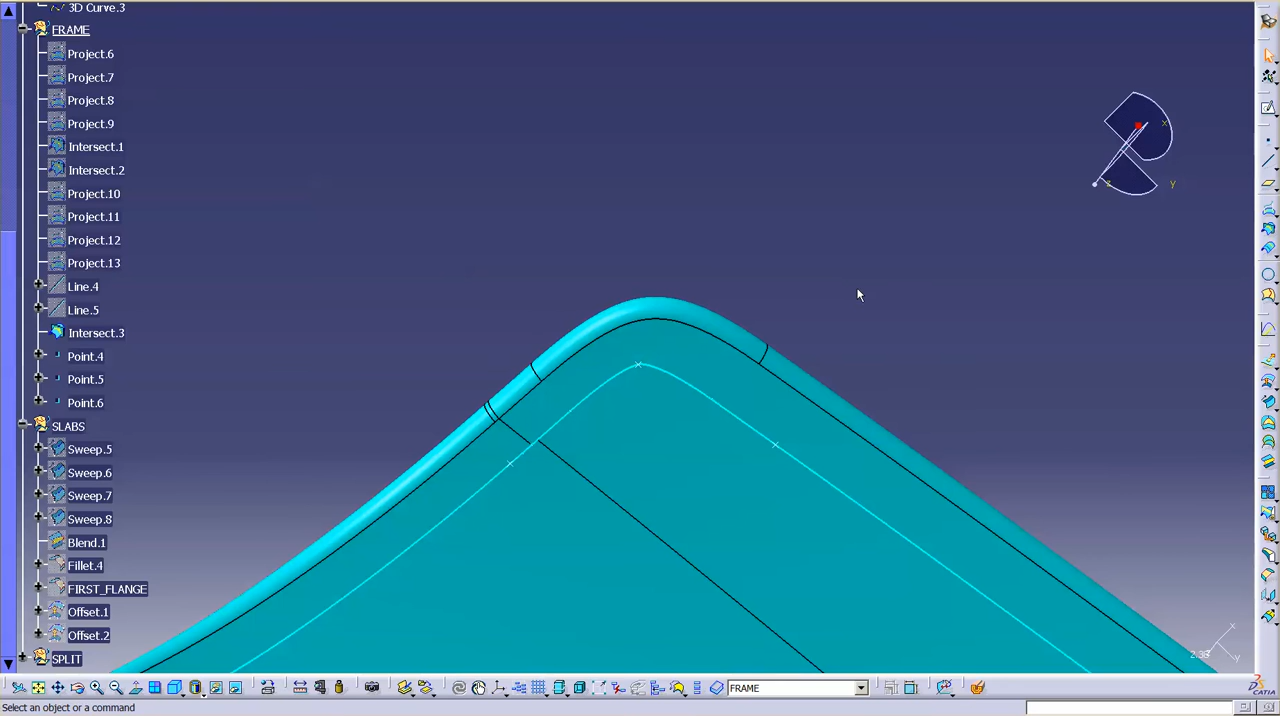 3D Curve.3
FRAME
Project.6
Project.7
Project.8
Project.9
Intersect.1
Intersect.2
Project.10
Project.11
Project.12
Project.13
Line.4
Line.5
Intersect.3
Point.4
Point.5
Point.6
SLABS
Sweep.5
Sweep.6
Sweep.7
Sweep.8
Blend.1
Fillet.4
FIRST_FLANGE
Offset.1
Offset.2
SPLIT
x
z
y
x
y
FRAME
CATIA
Select an object or a command